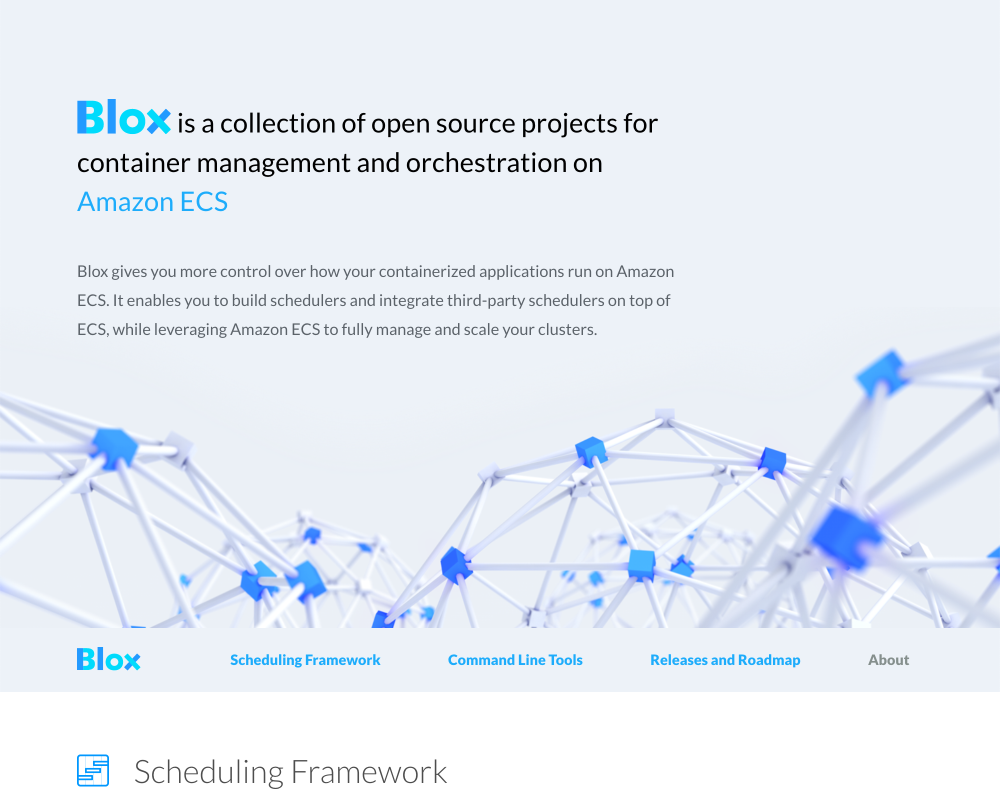 Blox is a collection of open source projects for
container management and orchestration on
Amazon ECS
Blox gives you more control over how your containerized applications run on Amazon
ECS. It enables you to build schedulers and integrate third-party schedulers on top of
ECS, while leveraging Amazon ECS to fully manage and scale your clusters.
Blox Scheduling Framework Command Line Tools Releases and Roadmap About
Scheduling Framework